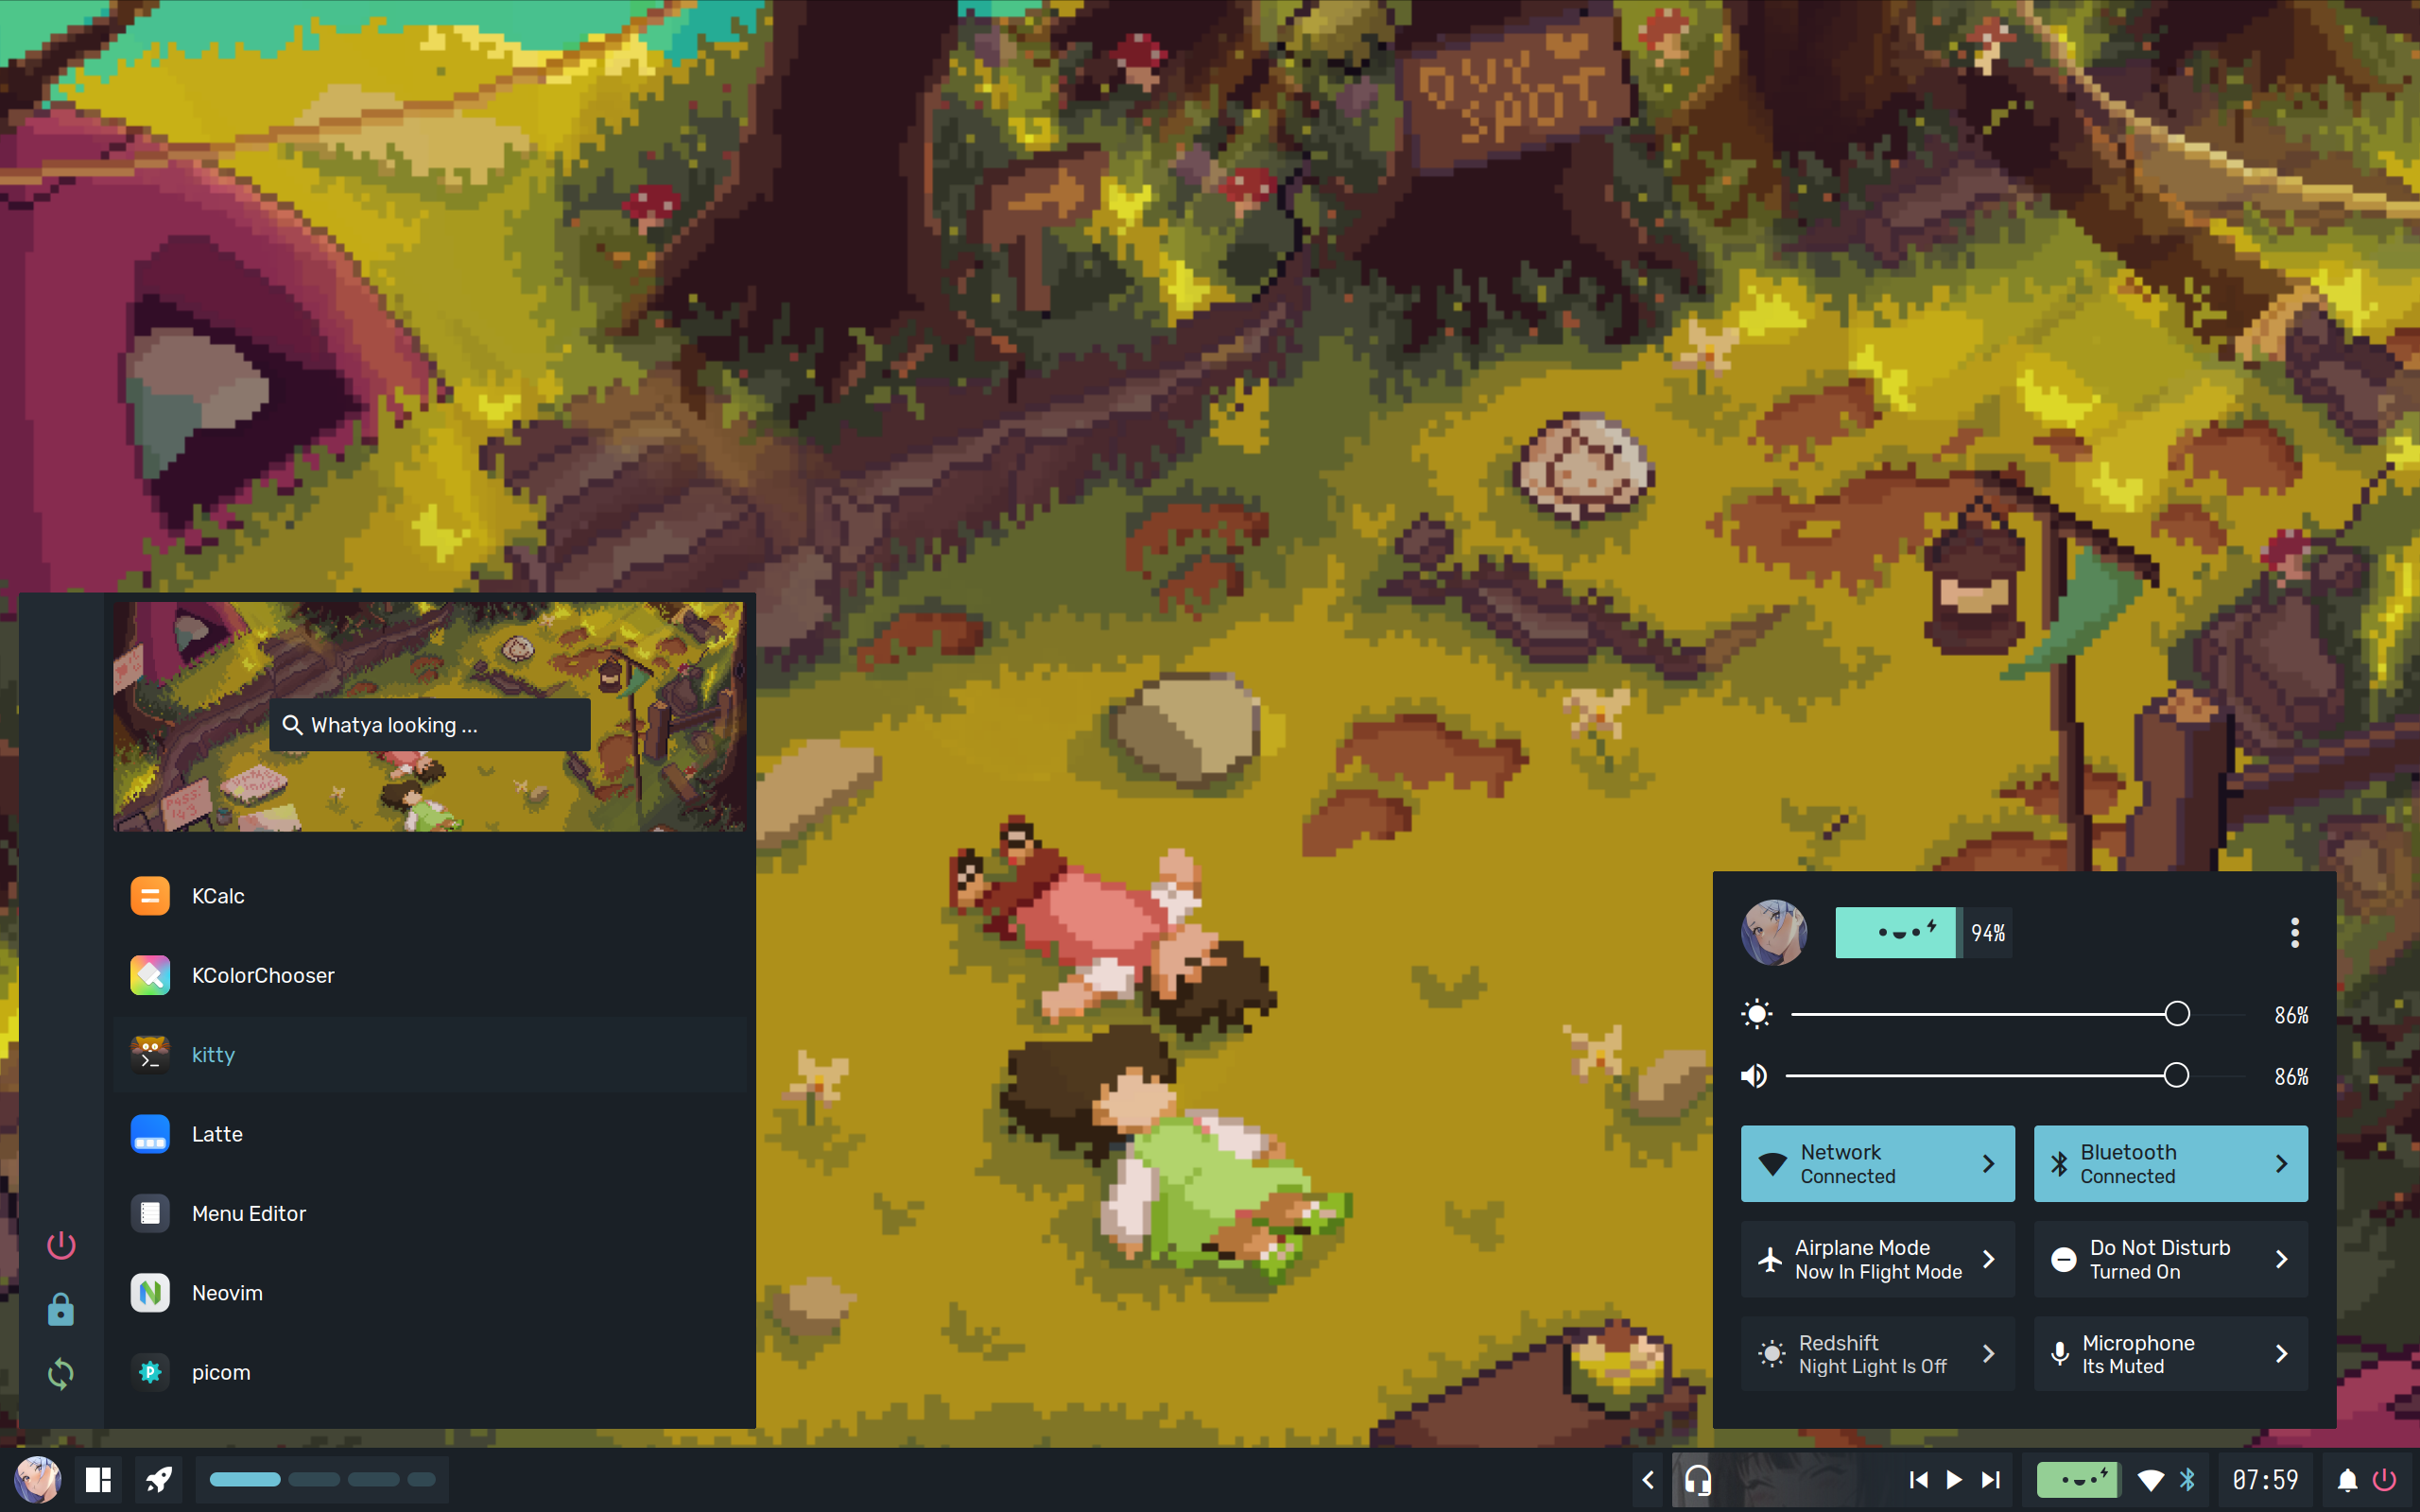 spot
Whatya looking ...
KCalc
KColorChooser
kitty
Latte
Menu Editor
Neovim
picom
94%
86%
86%
Network
Connected
Bluetooth
Connected
Airplane Mode
Now In Flight Mode
Do Not Disturb
Turned On
Redshift
Night Light Is Off
Microphone
Its Muted
07:59